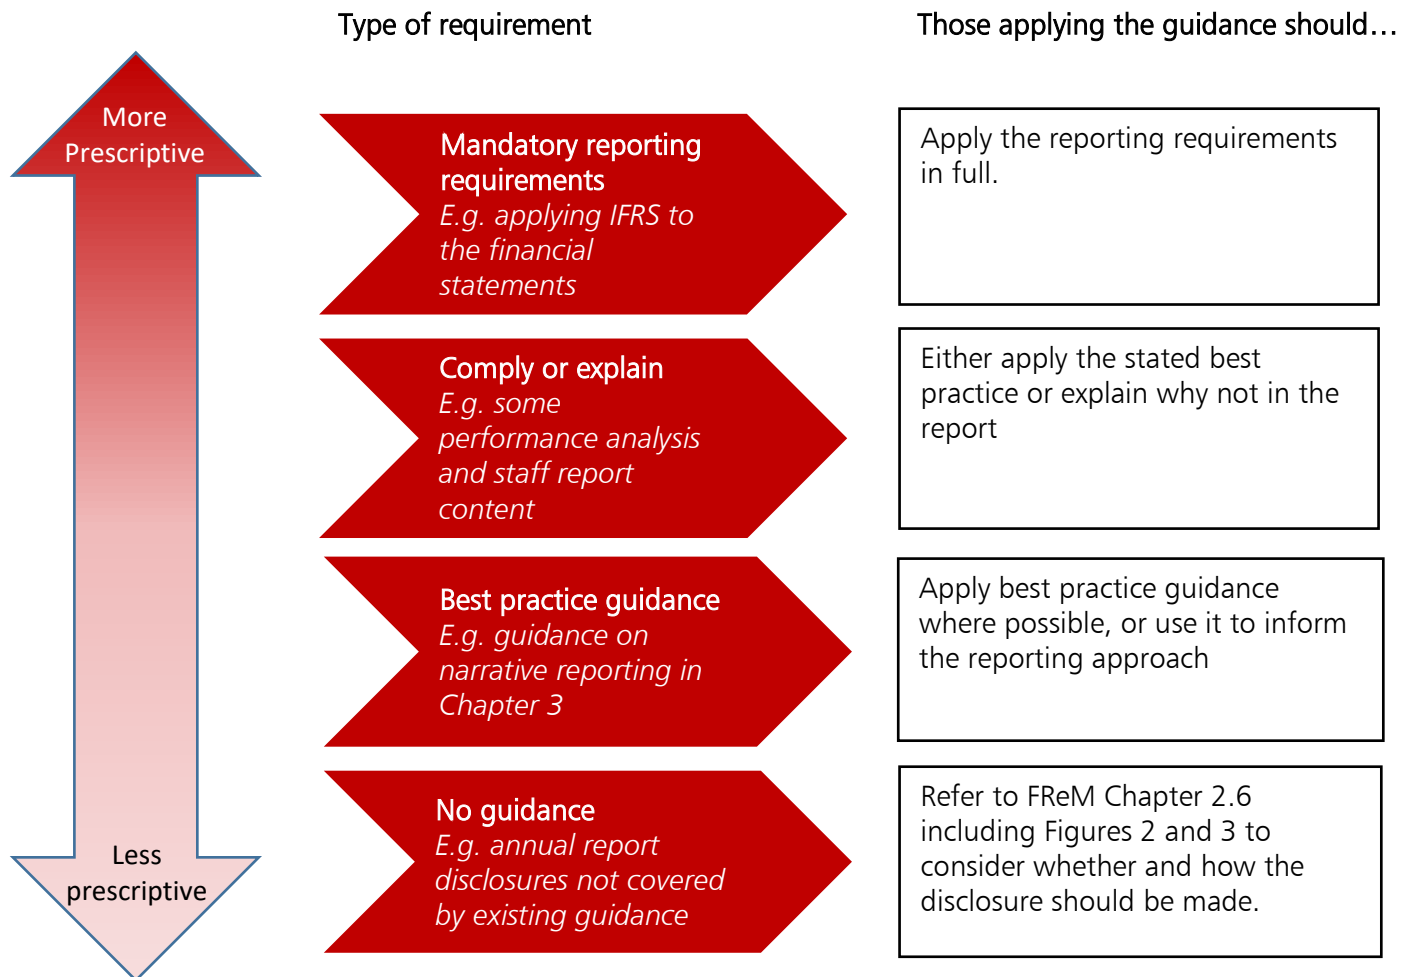 Type of requirement
Those applying the guidance should…
More
Prescriptive
Mandatory reporting
requirements
E.g. applying IFRS to
the financial
statements
Apply the reporting requirements
in full.
Comply or explain
E.g. some
performance analysis
and staff report
content
Either apply the stated best
practice or explain why not in the
report
Best practice guidance
E.g. guidance on
narrative reporting in
Chapter 3
Apply best practice guidance
where possible, or use it to inform
the reporting approach
Less
prescriptive
No guidance
E.g. annual report
disclosures not covered
by existing guidance
Refer to FReM Chapter 2.6
including Figures 2 and 3 to
consider whether and how the
disclosure should be made.